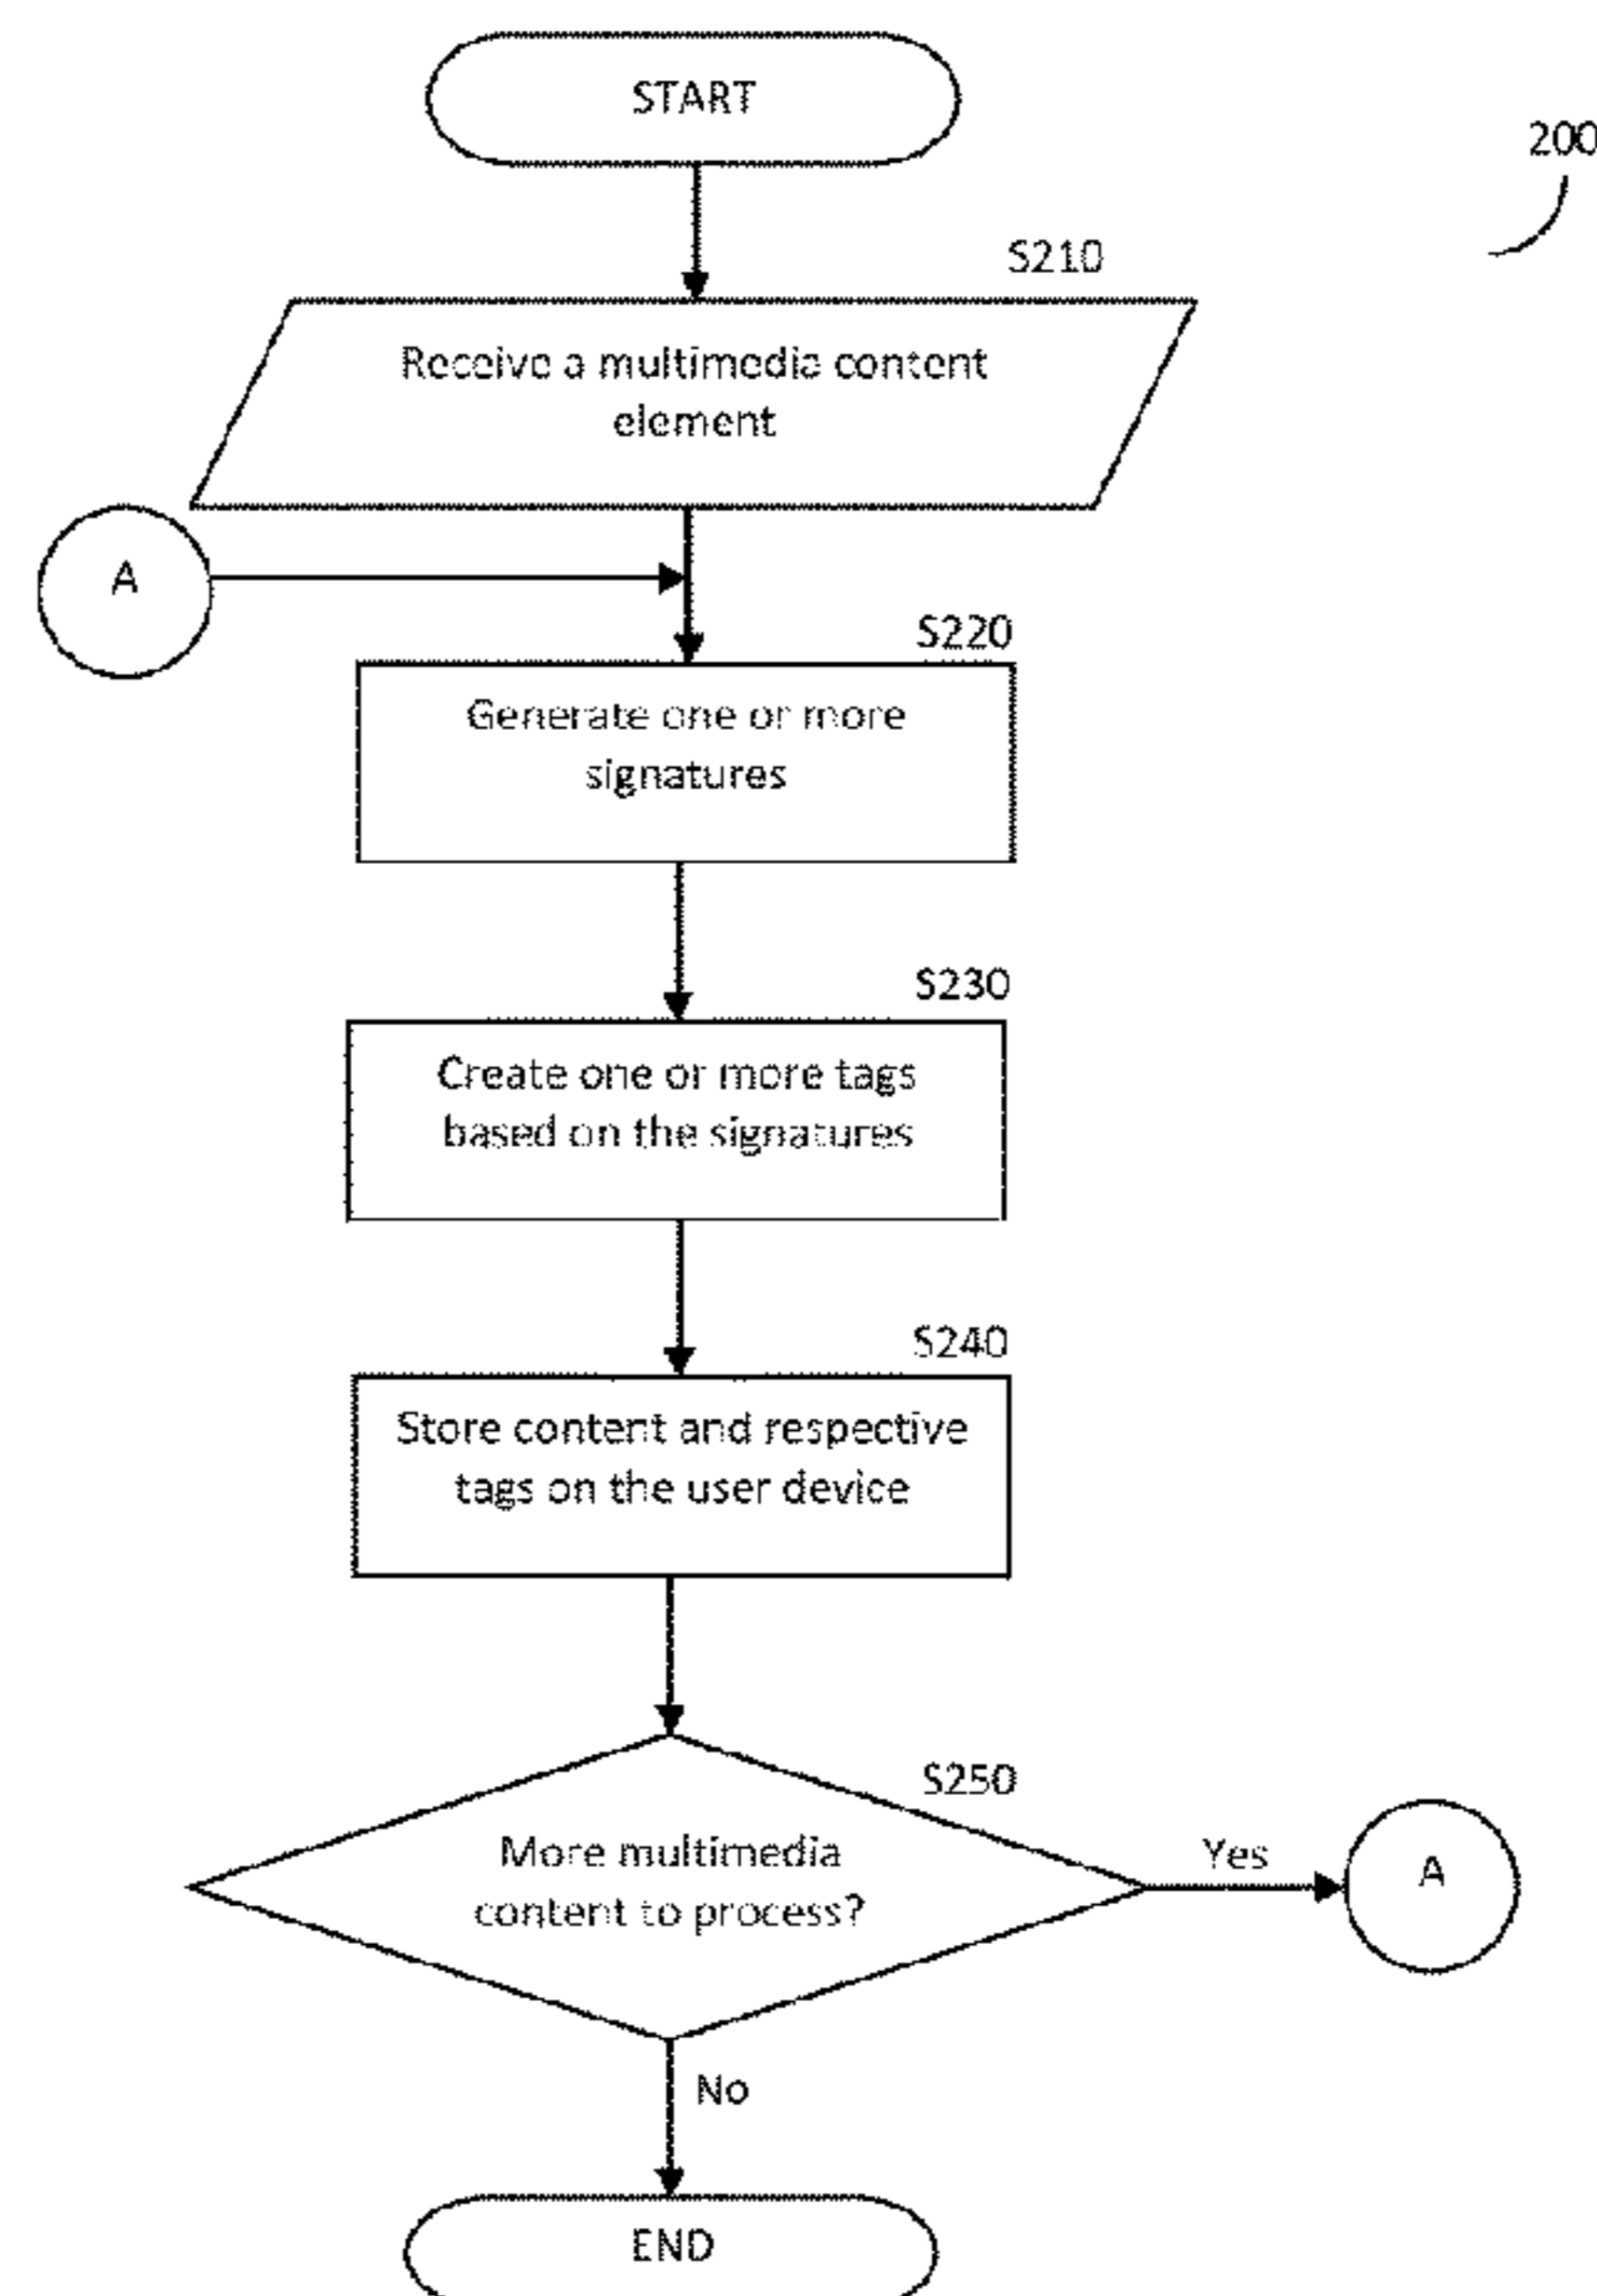 START
200
S210
Receive a multimedia content
element
A
S220
Generate one or more
signatures
S230
Create one or more tags
based on the signatures
S240
Store content and respective
tags on the user device
S250
More multimedia
content to process?
Yes
A
No
END